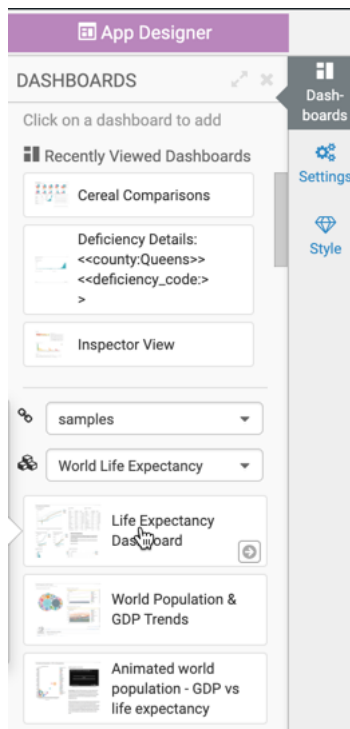 App Designer
DASHBOARDS
Click on a dashboard to add
Recently Viewed Dashboards
Cereal Comparisons
Deficiency Details:
<<county:Queens>>
<<deficiency_code:>
>
Inspector View
samples
World Life Expectancy
Life Expectancy
Dashboard
World Population &
GDP Trends
Animated world
population - GDP vs
life expectancy
Dash-
boards
Settings
Style